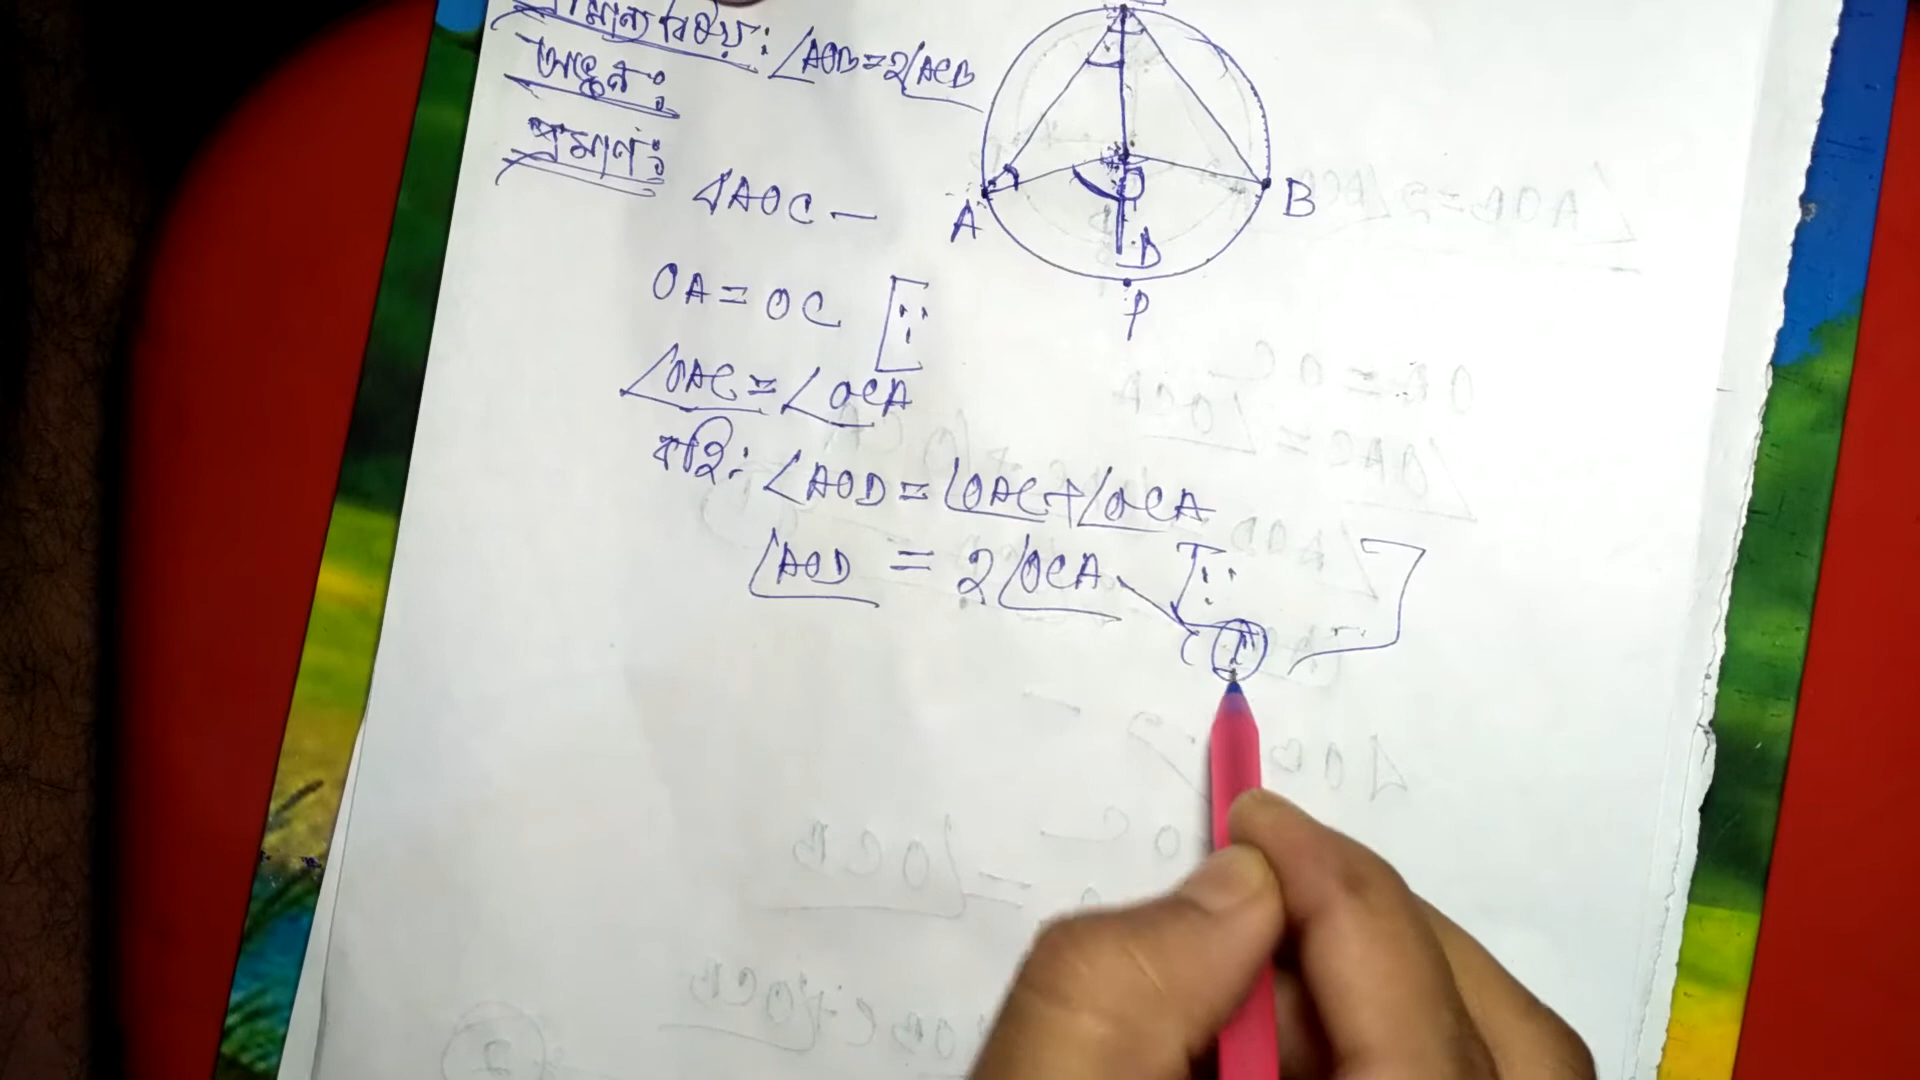 প্রমাণ্য বিষয়: ∠AOB=2∠ACB
অঙ্কন:
প্রমাণ:
△AOC —
OA = OC [∵
∠OAC = ∠OCA
বহি: ∠AOD = ∠OAC + ∠OCA
∠AOD = 2∠OCA [∵ ]
I
A
B
O
D
P